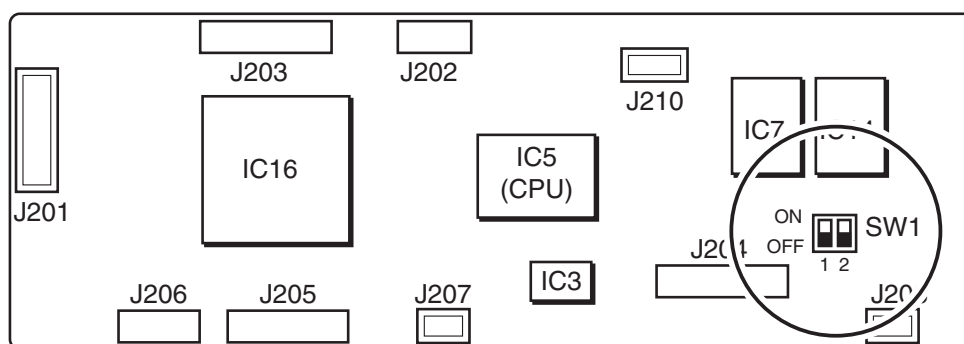 J203
J202
J210
J201
IC16
IC5
(CPU)
IC7
ON
OFF
SW1
1 2
IC3
J206
J205
J207